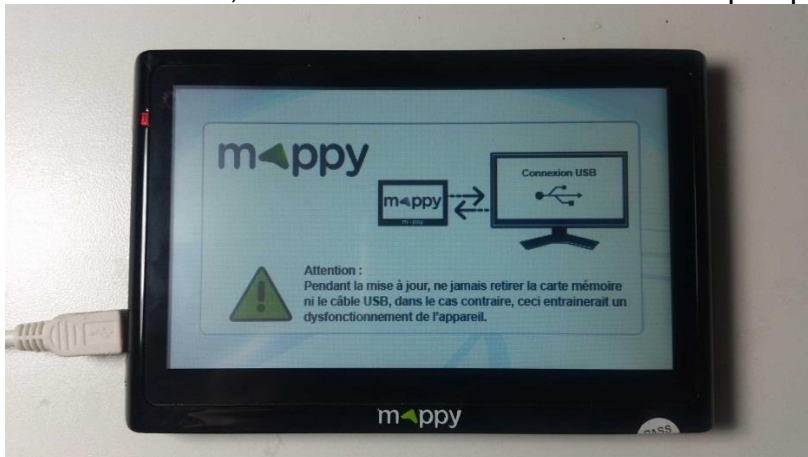 mappy
Connexion USB
mappy
Attention :
Pendant la mise à jour, ne jamais retirer la carte mémoire
ni le câble USB, dans le cas contraire, ceci entrainerait un
dysfonctionnement de l'appareil.
mappy
PASS